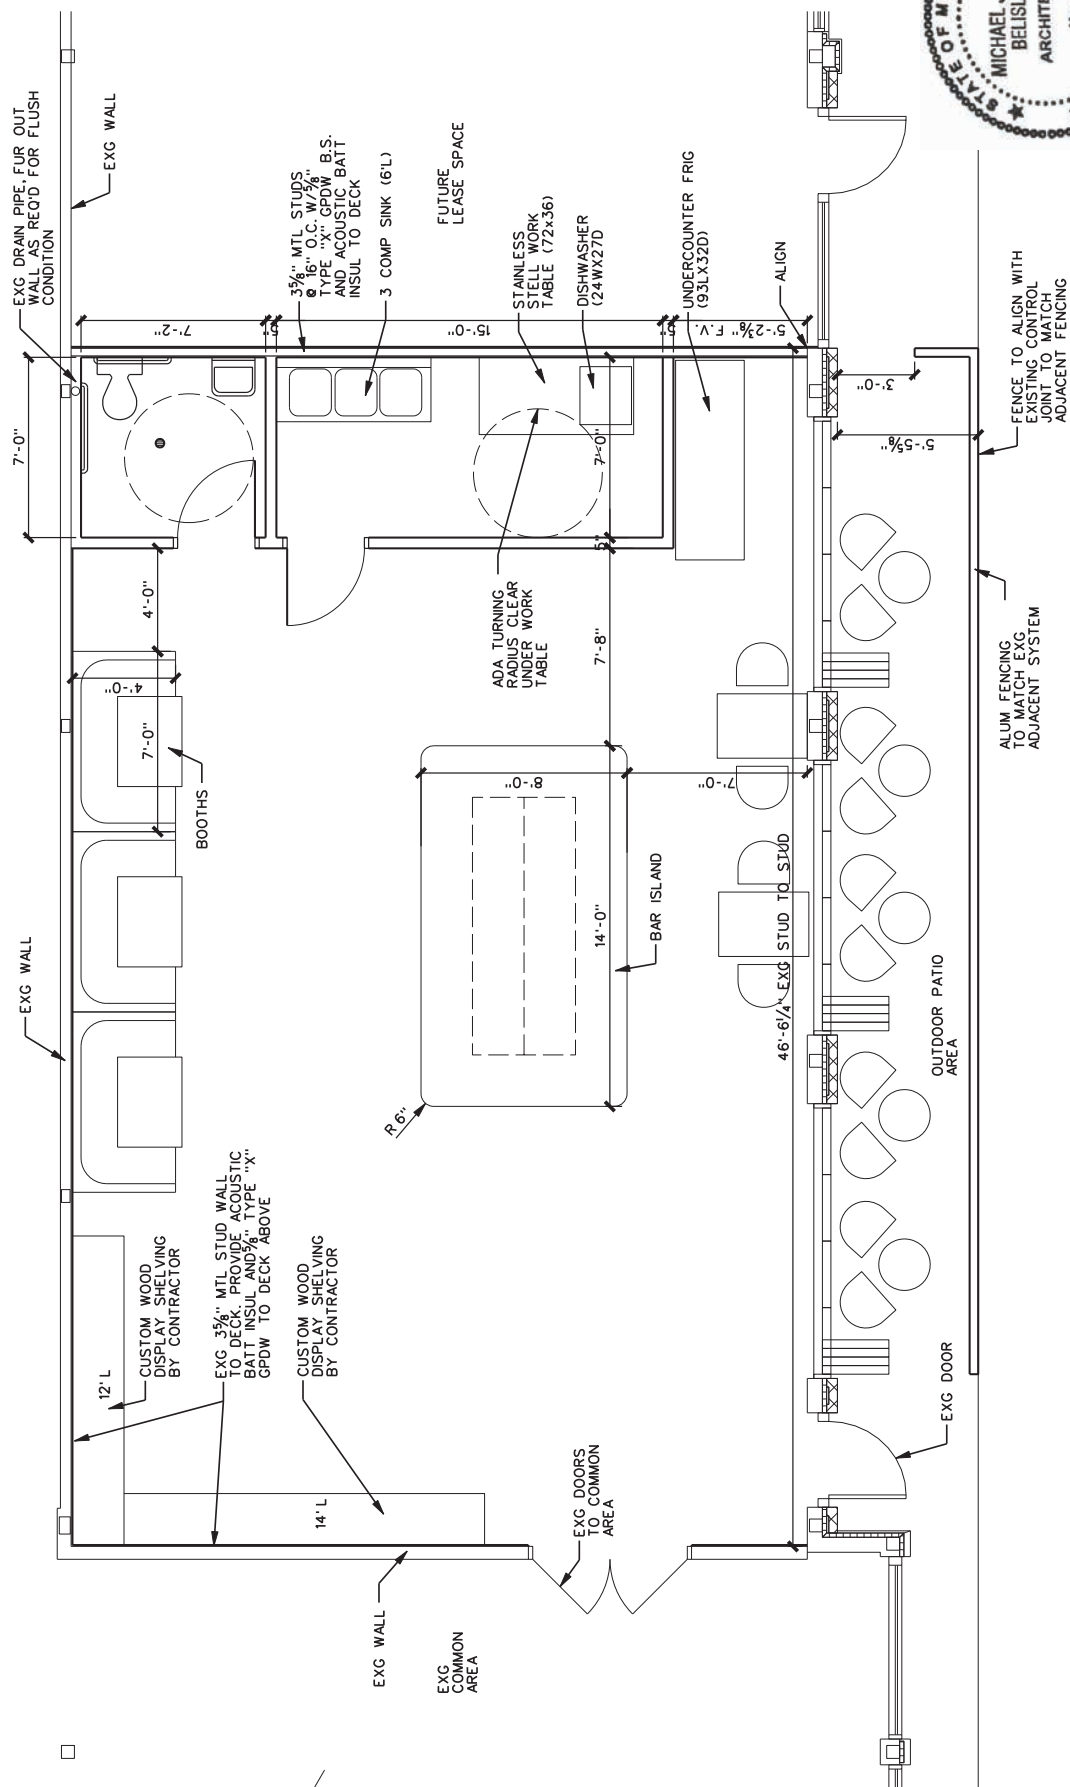 EXG DRAIN PIPE, FUR OUT
WALL AS REQ'D FOR FLUSH
CONDITION
EXG WALL
EXG WALL
7'-0"
7'-2"
5"
15'-0"
5"
5'-2⅜" F.V.
3⅝" MTL STUDS
@ 16" O.C. W/⅝"
TYPE "X" GPDW B.S.
AND ACOUSTIC BATT
INSUL TO DECK
3 COMP SINK (6'L)
FUTURE
LEASE SPACE
STAINLESS
STELL WORK
TABLE (72x36)
DISHWASHER
(24WX27D
UNDERCOUNTER FRIG
(93LX32D)
ALIGN
4'-0"
4'-0"
7'-0"
BOOTHS
ADA TURNING
RADIUS CLEAR
UNDER WORK
TABLE
7'-0"
5"
7'-8"
8'-0"
7'-0"
14'-0"
BAR ISLAND
R 6"
46'-6¼" EXG STUD TO STUD
12' L
CUSTOM WOOD
DISPLAY SHELVING
BY CONTRACTOR
EXG 3⅝" MTL STUD WALL
TO DECK. PROVIDE ACOUSTIC
BATT INSUL AND⅝" TYPE "X"
GPDW TO DECK ABOVE
CUSTOM WOOD
DISPLAY SHELVING
BY CONTRACTOR
14' L
EXG WALL
EXG
COMMON
AREA
EXG DOORS
TO COMMON
AREA
3'-0"
5'-5⅝"
OUTDOOR PATIO
AREA
EXG DOOR
ALUM FENCING
TO MATCH EXG
ADJACENT SYSTEM
FENCE TO ALIGN WITH
EXISTING CONTROL
JOINT TO MATCH
ADJACENT FENCING
STATE OF M
MICHAEL
BELISL
ARCHITE